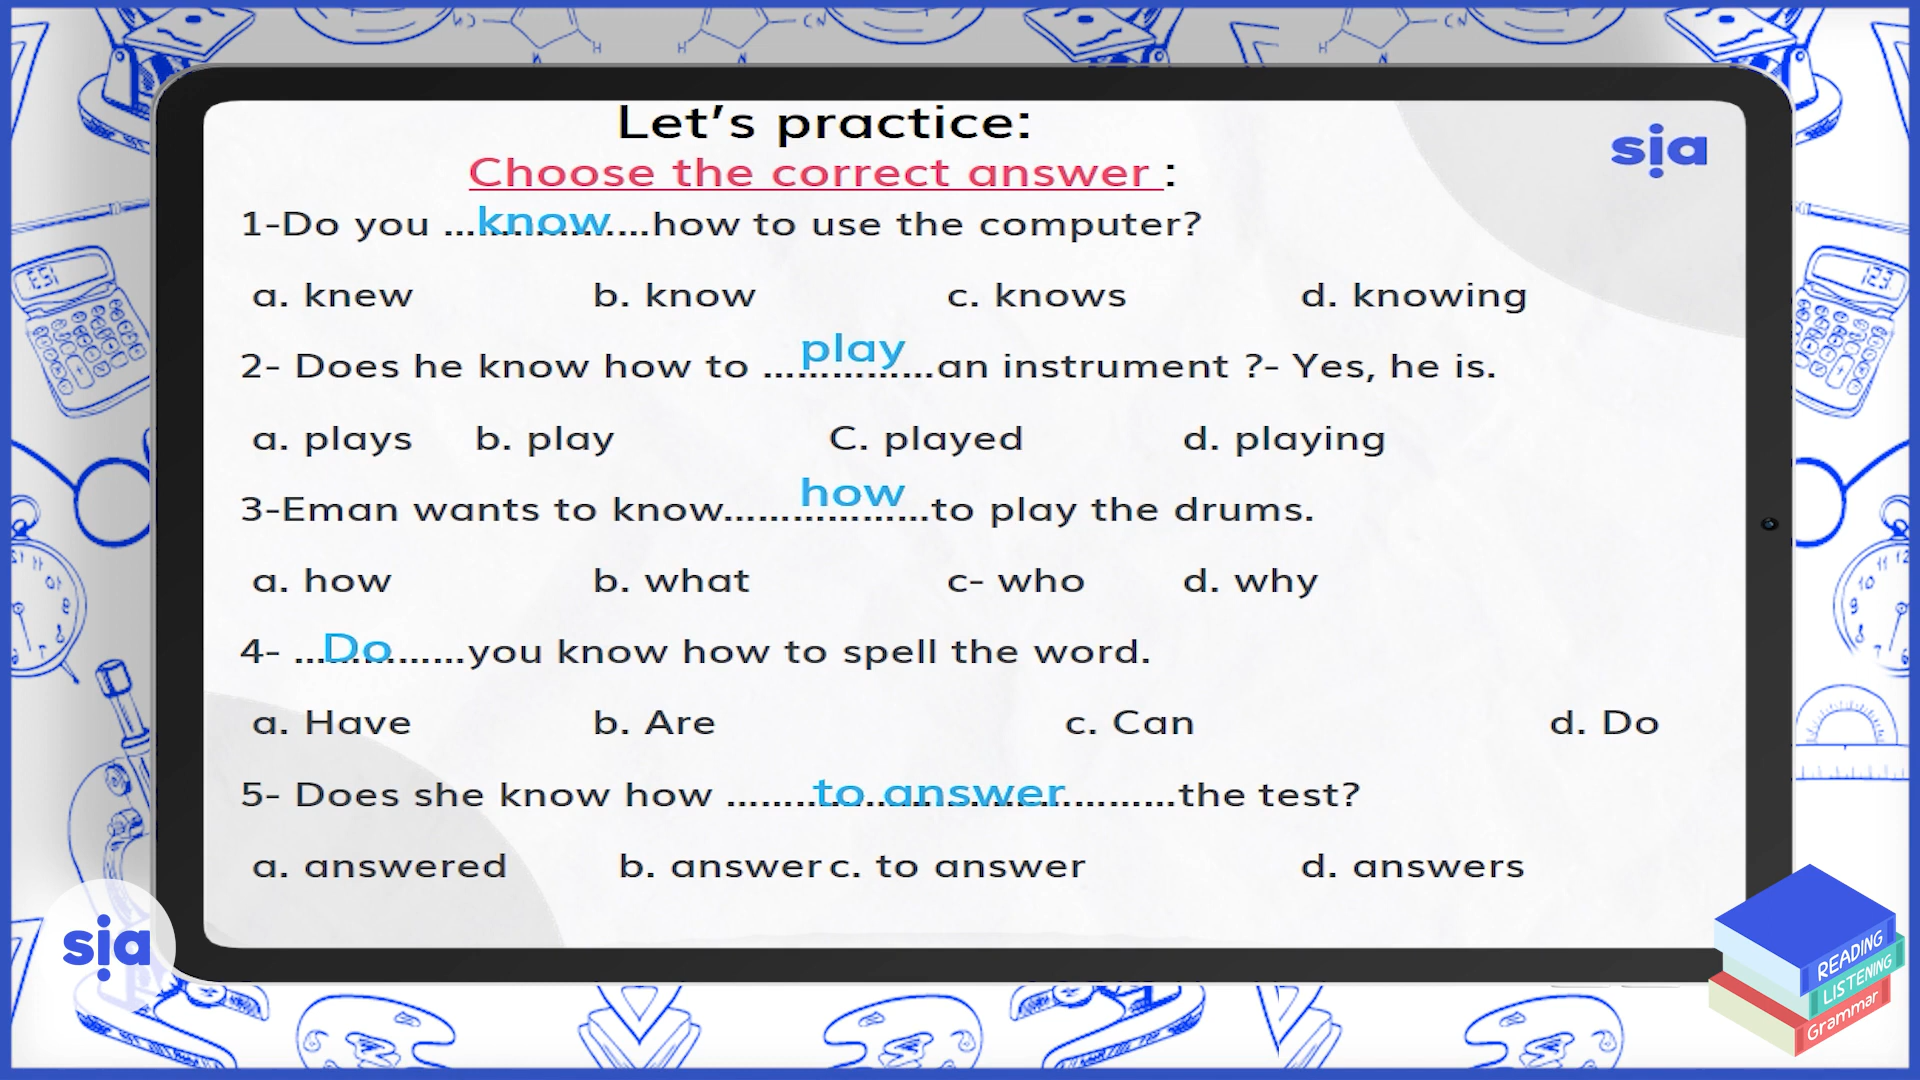 Let's practice:
sia
Choose the correct answer :
1-Do you ...know...how to use the computer?
a. knew b. know c. knows d. knowing
2- Does he know how to ...play...an instrument ?- Yes, he is.
a. plays b. play C. played d. playing
3-Eman wants to know...how...to play the drums.
a. how b. what c- who d. why
4- ...Do...you know how to spell the word.
a. Have b. Are c. Can d. Do
5- Does she know how ...to answer...the test?
a. answered b. answer c. to answer d. answers
sia
READING
LISTENING
Grammar